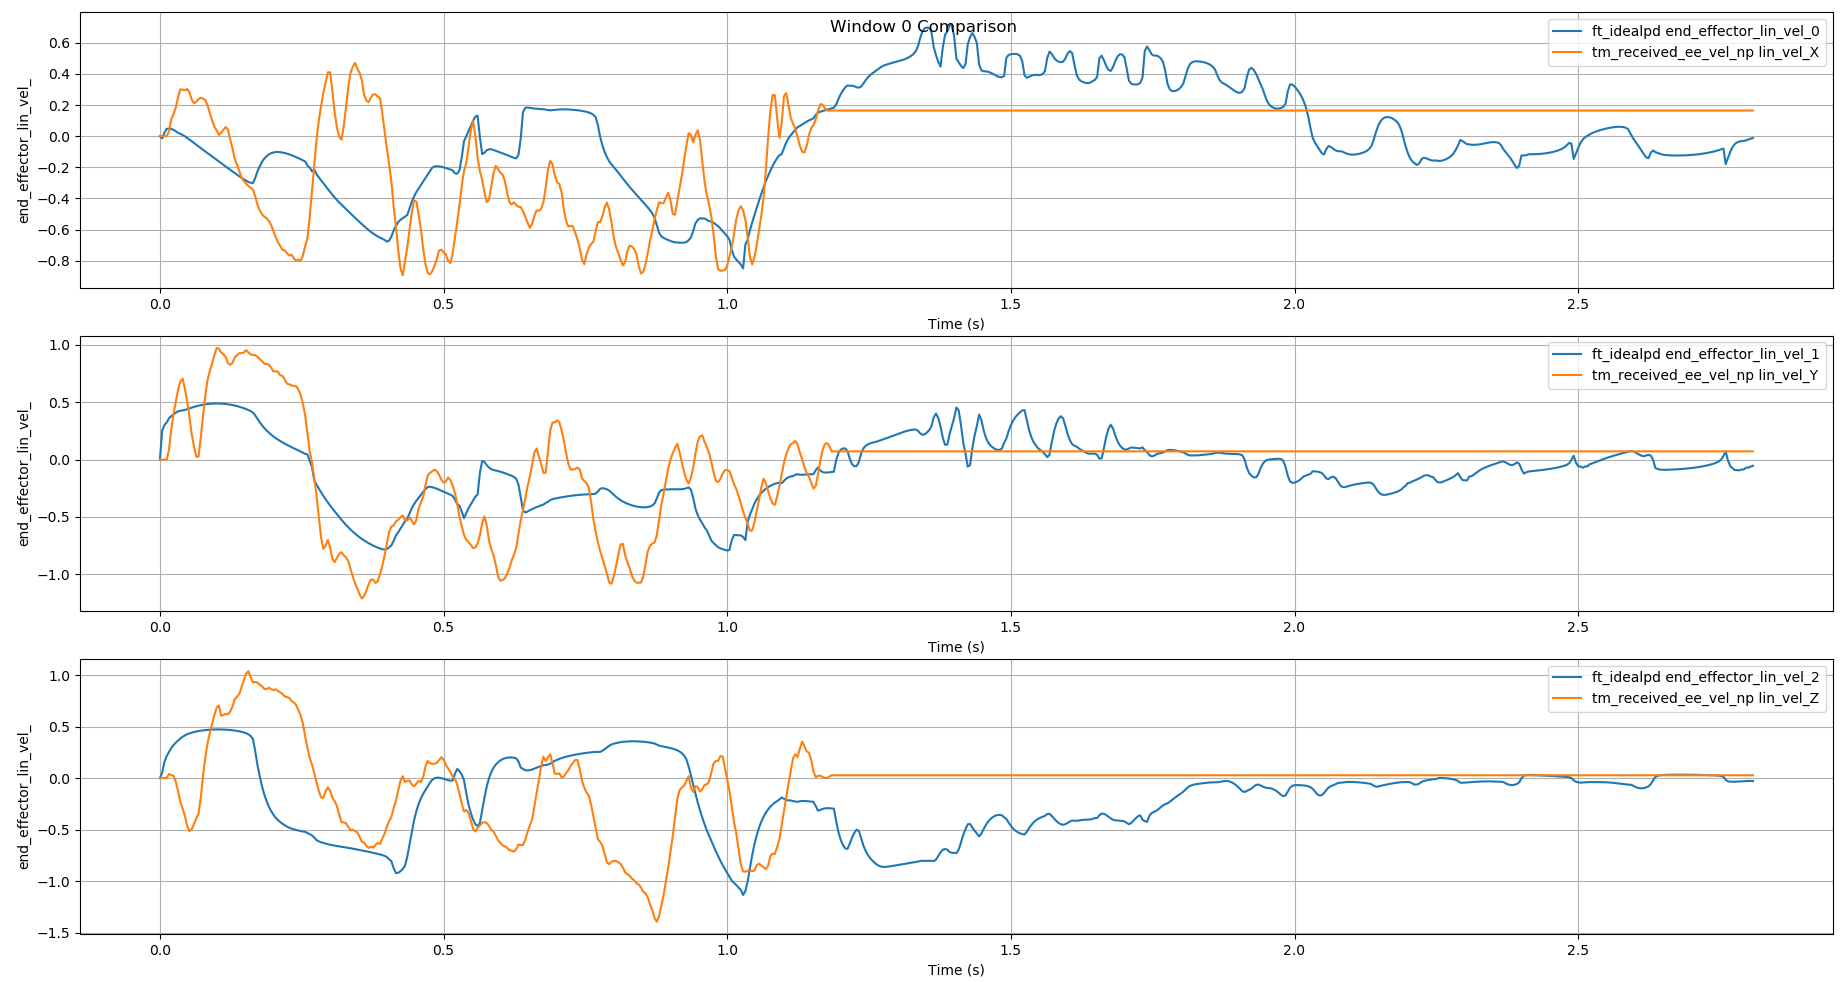 Window 0 Comparison
end_effector_lin_vel_
0.6
0.4
0.2
0.0
−0.2
−0.4
−0.6
−0.8
ft_idealpd end_effector_lin_vel_0
tm_received_ee_vel_np lin_vel_X
0.0 0.5 1.0 1.5 2.0 2.5
Time (s)
end_effector_lin_vel_
1.0
0.5
0.0
−0.5
−1.0
ft_idealpd end_effector_lin_vel_1
tm_received_ee_vel_np lin_vel_Y
0.0 0.5 1.0 1.5 2.0 2.5
Time (s)
end_effector_lin_vel_
1.0
0.5
0.0
−0.5
−1.0
−1.5
ft_idealpd end_effector_lin_vel_2
tm_received_ee_vel_np lin_vel_Z
0.0 0.5 1.0 1.5 2.0 2.5
Time (s)